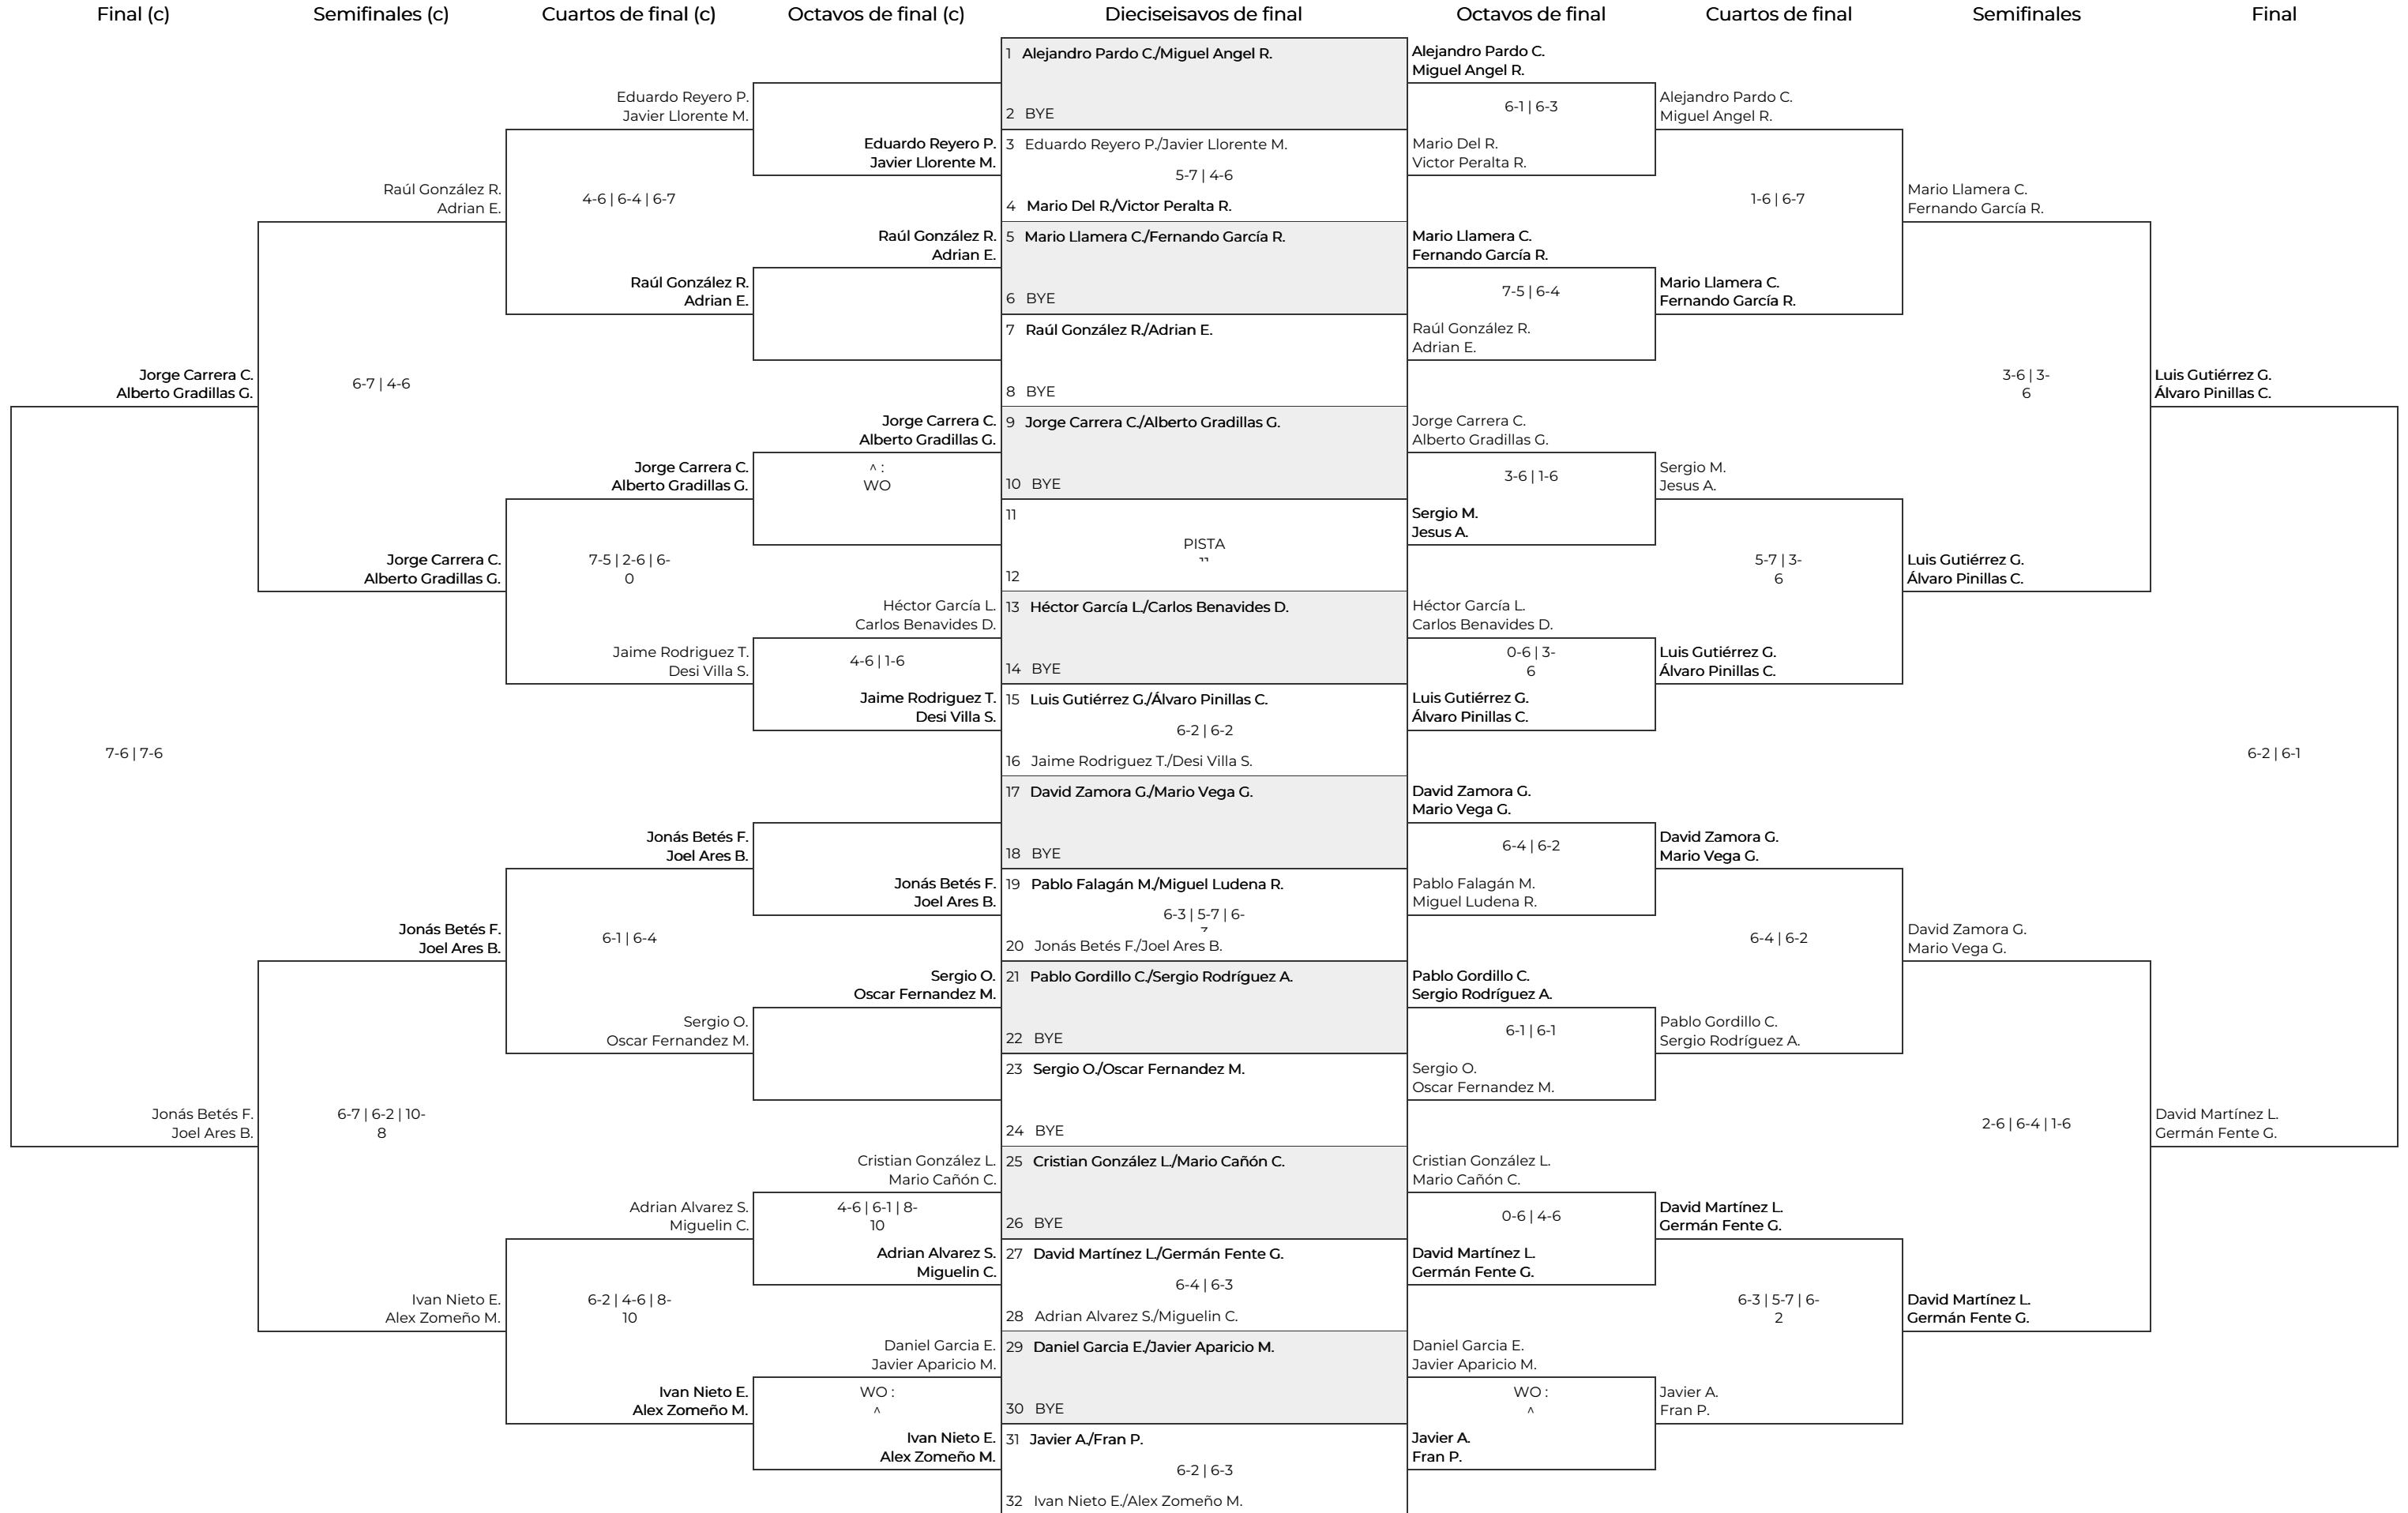 Final (c)
Semifinales (c)
Cuartos de final (c)
Octavos de final (c)
Dieciseisavos de final
Octavos de final
Cuartos de final
Semifinales
Final
Jorge Carrera C.
Alberto Gradillas G.
7-6 | 7-6
Jonás Betés F.
Joel Ares B.
Raúl González R.
Adrian E.
6-7 | 4-6
Jorge Carrera C.
Alberto Gradillas G.
Jonás Betés F.
Joel Ares B.
6-7 | 6-2 | 10-
8
Ivan Nieto E.
Alex Zomeño M.
Eduardo Reyero P.
Javier Llorente M.
4-6 | 6-4 | 6-7
Raúl González R.
Adrian E.
Jorge Carrera C.
Alberto Gradillas G.
7-5 | 2-6 | 6-
0
Jaime Rodriguez T.
Desi Villa S.
Jonás Betés F.
Joel Ares B.
6-1 | 6-4
Sergio O.
Oscar Fernandez M.
Adrian Alvarez S.
Miguelin C.
6-2 | 4-6 | 8-
10
Ivan Nieto E.
Alex Zomeño M.
Eduardo Reyero P.
Javier Llorente M.
Raúl González R.
Adrian E.
Jorge Carrera C.
Alberto Gradillas G.
^ :
WO
Héctor García L.
Carlos Benavides D.
4-6 | 1-6
Jaime Rodriguez T.
Desi Villa S.
Jonás Betés F.
Joel Ares B.
Sergio O.
Oscar Fernandez M.
Cristian González L.
Mario Cañón C.
4-6 | 6-1 | 8-
10
Adrian Alvarez S.
Miguelin C.
Daniel Garcia E.
Javier Aparicio M.
WO :
^
Ivan Nieto E.
Alex Zomeño M.
1 Alejandro Pardo C./Miguel Angel R.
2 BYE
3 Eduardo Reyero P./Javier Llorente M.
5-7 | 4-6
4 Mario Del R./Victor Peralta R.
5 Mario Llamera C./Fernando García R.
6 BYE
7 Raúl González R./Adrian E.
8 BYE
9 Jorge Carrera C./Alberto Gradillas G.
10 BYE
11
PISTA
12
13 Héctor García L./Carlos Benavides D.
14 BYE
15 Luis Gutiérrez G./Álvaro Pinillas C.
6-2 | 6-2
16 Jaime Rodriguez T./Desi Villa S.
17 David Zamora G./Mario Vega G.
18 BYE
19 Pablo Falagán M./Miguel Ludena R.
6-3 | 5-7 | 6-
20 Jonás Betés F./Joel Ares B.
21 Pablo Gordillo C./Sergio Rodríguez A.
22 BYE
23 Sergio O./Oscar Fernandez M.
24 BYE
25 Cristian González L./Mario Cañón C.
26 BYE
27 David Martínez L./Germán Fente G.
6-4 | 6-3
28 Adrian Alvarez S./Miguelin C.
29 Daniel Garcia E./Javier Aparicio M.
30 BYE
31 Javier A./Fran P.
6-2 | 6-3
32 Ivan Nieto E./Alex Zomeño M.
Alejandro Pardo C.
Miguel Angel R.
6-1 | 6-3
Mario Del R.
Victor Peralta R.
Mario Llamera C.
Fernando García R.
7-5 | 6-4
Raúl González R.
Adrian E.
Jorge Carrera C.
Alberto Gradillas G.
3-6 | 1-6
Sergio M.
Jesus A.
Héctor García L.
Carlos Benavides D.
0-6 | 3-
6
Luis Gutiérrez G.
Álvaro Pinillas C.
David Zamora G.
Mario Vega G.
6-4 | 6-2
Pablo Falagán M.
Miguel Ludena R.
Pablo Gordillo C.
Sergio Rodríguez A.
6-1 | 6-1
Sergio O.
Oscar Fernandez M.
Cristian González L.
Mario Cañón C.
0-6 | 4-6
David Martínez L.
Germán Fente G.
Daniel Garcia E.
Javier Aparicio M.
WO :
^
Javier A.
Fran P.
Alejandro Pardo C.
Miguel Angel R.
1-6 | 6-7
Mario Llamera C.
Fernando García R.
Sergio M.
Jesus A.
5-7 | 3-
6
Luis Gutiérrez G.
Álvaro Pinillas C.
David Zamora G.
Mario Vega G.
6-4 | 6-2
Pablo Gordillo C.
Sergio Rodríguez A.
David Martínez L.
Germán Fente G.
6-3 | 5-7 | 6-
2
Javier A.
Fran P.
Mario Llamera C.
Fernando García R.
3-6 | 3-
6
Luis Gutiérrez G.
Álvaro Pinillas C.
David Zamora G.
Mario Vega G.
2-6 | 6-4 | 1-6
David Martínez L.
Germán Fente G.
Luis Gutiérrez G.
Álvaro Pinillas C.
6-2 | 6-1
David Martínez L.
Germán Fente G.